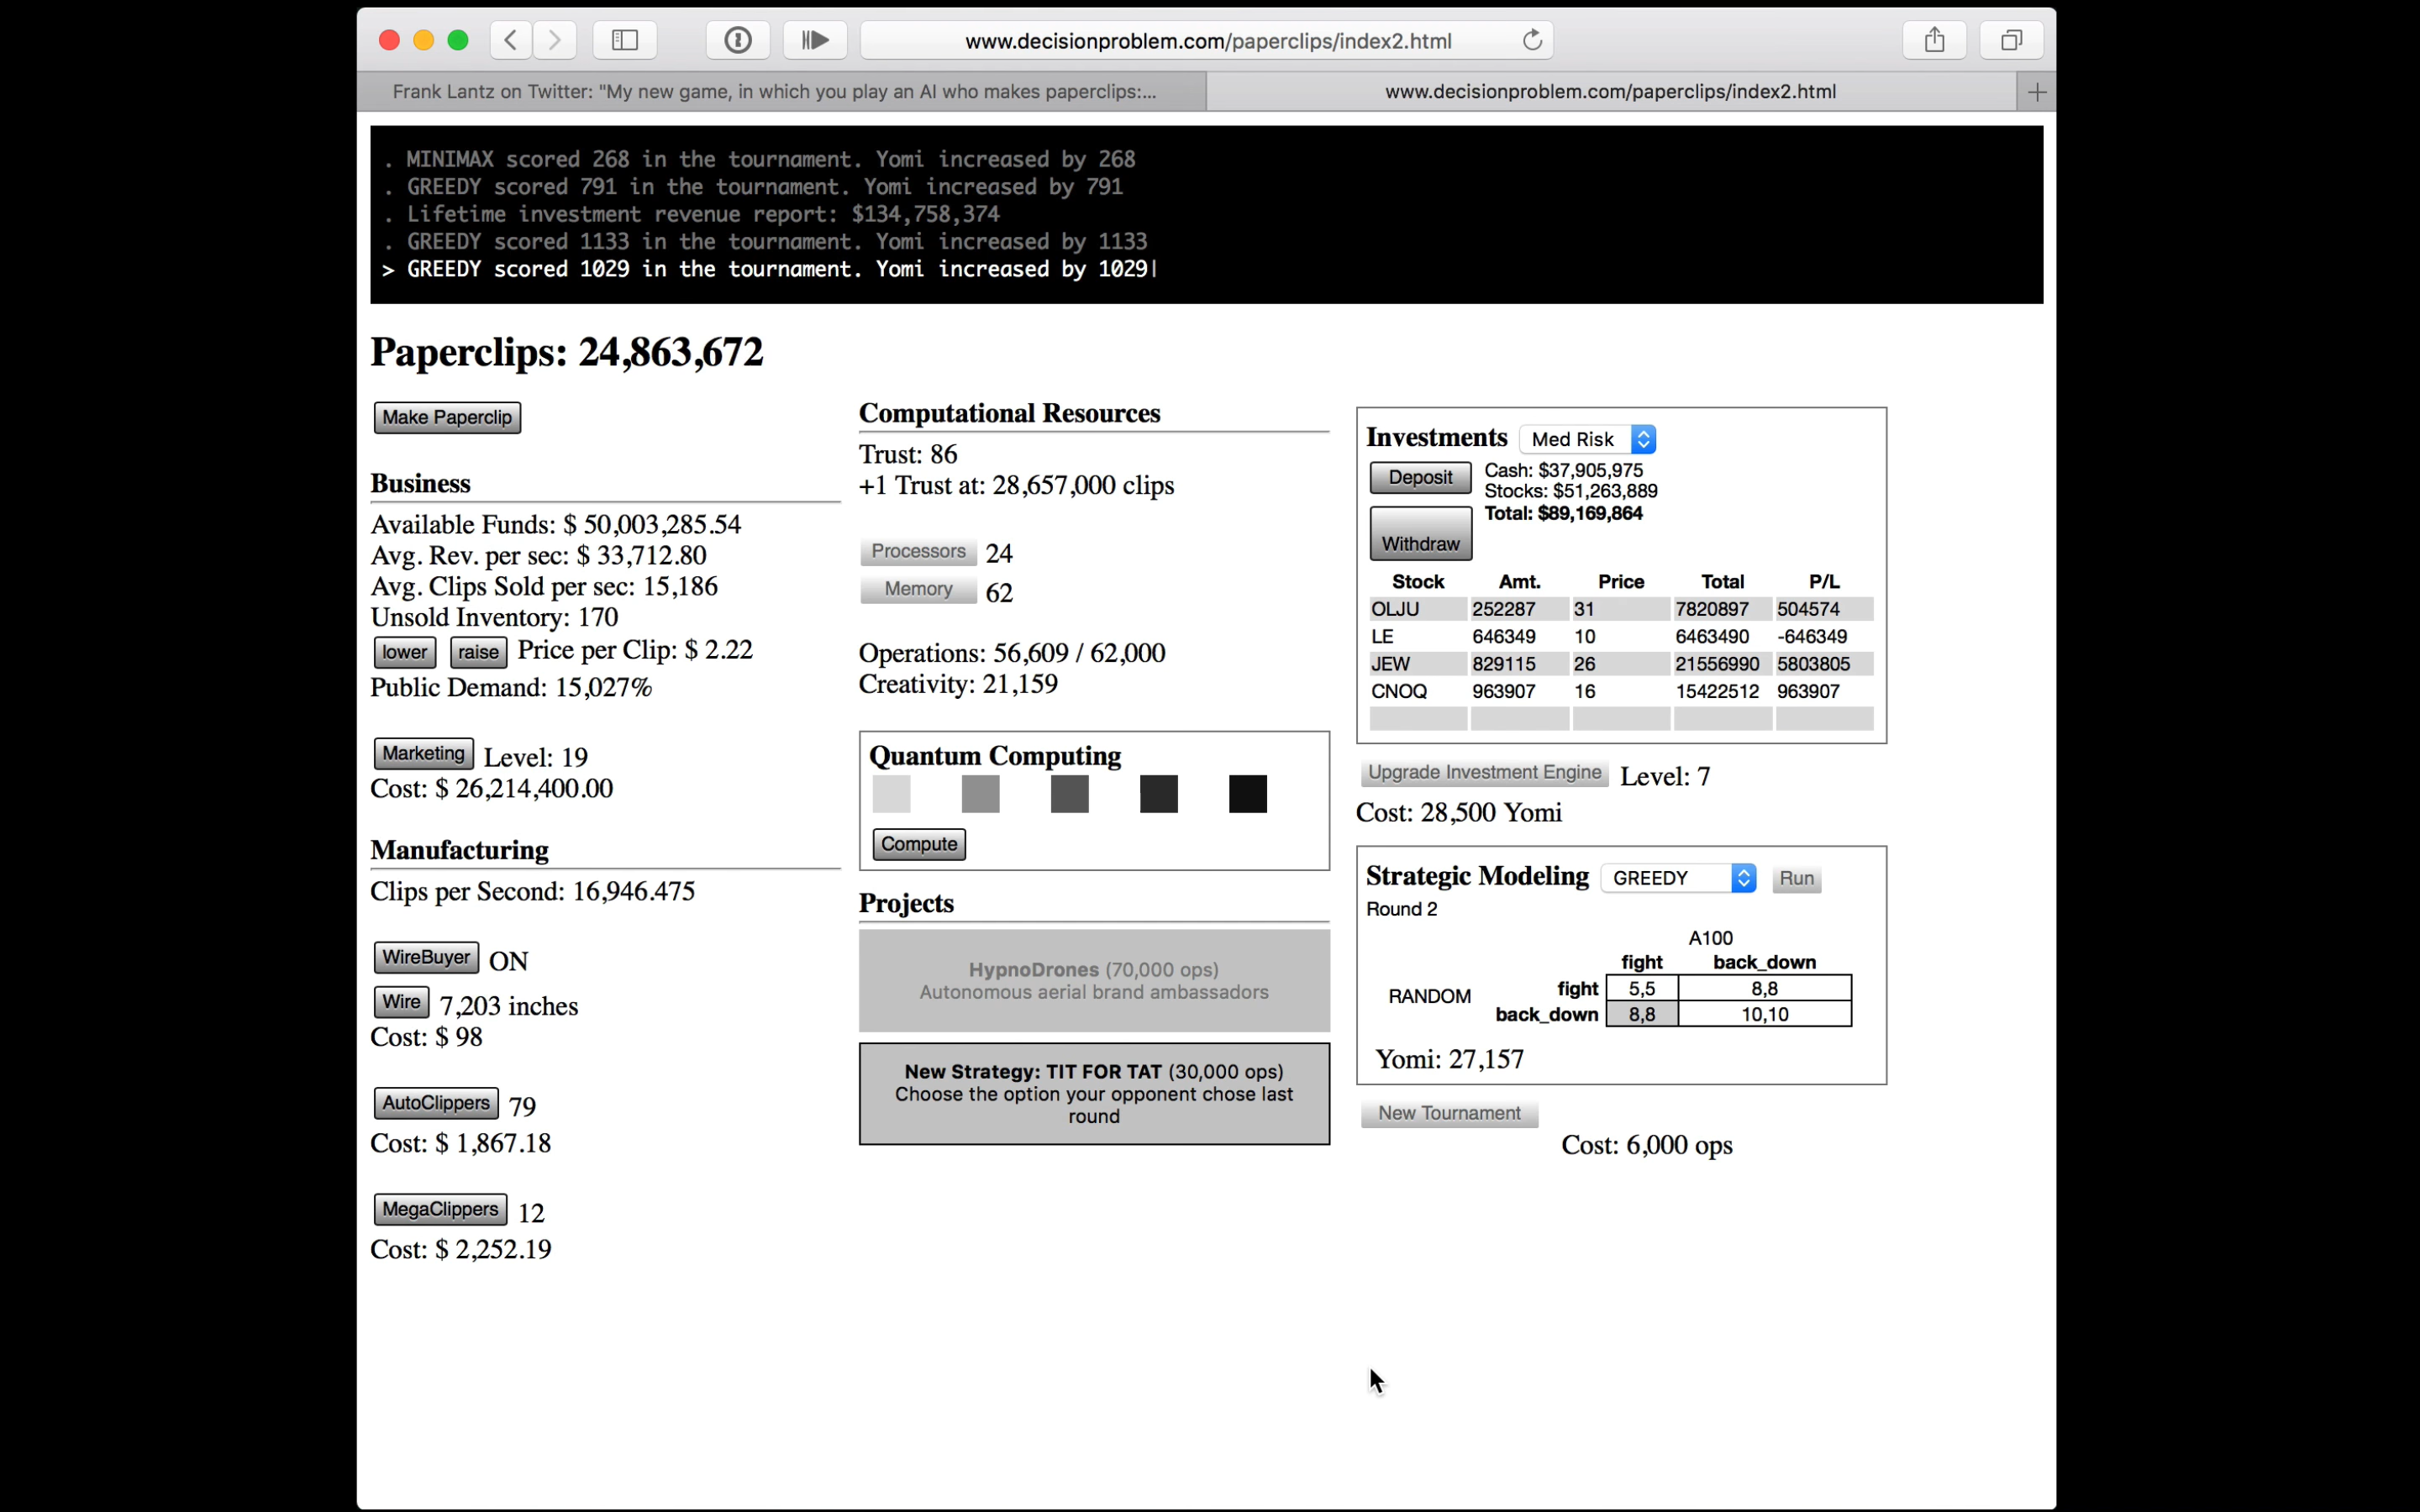 www.decisionproblem.com/paperclips/index2.html
Frank Lantz on Twitter: "My new game, in which you play an AI who makes paperclips:...
www.decisionproblem.com/paperclips/index2.html
. MINIMAX scored 268 in the tournament. Yomi increased by 268
. GREEDY scored 791 in the tournament. Yomi increased by 791
. Lifetime investment revenue report: $134,758,374
. GREEDY scored 1133 in the tournament. Yomi increased by 1133
> GREEDY scored 1029 in the tournament. Yomi increased by 1029|
Paperclips: 24,863,672
Make Paperclip
Business
Available Funds: $ 50,003,285.54
Avg. Rev. per sec: $ 33,712.80
Avg. Clips Sold per sec: 15,186
Unsold Inventory: 170
lower raise Price per Clip: $ 2.22
Public Demand: 15,027%
Marketing Level: 19
Cost: $ 26,214,400.00
Manufacturing
Clips per Second: 16,946.475
WireBuyer ON
Wire 7,203 inches
Cost: $ 98
AutoClippers 79
Cost: $ 1,867.18
MegaClippers 12
Cost: $ 2,252.19
Computational Resources
Trust: 86
+1 Trust at: 28,657,000 clips
Processors 24
Memory 62
Operations: 56,609 / 62,000
Creativity: 21,159
Quantum Computing
Compute
Projects
HypnoDrones (70,000 ops)
Autonomous aerial brand ambassadors
New Strategy: TIT FOR TAT (30,000 ops)
Choose the option your opponent chose last
round
Investments Med Risk
Deposit Cash: $37,905,975
Stocks: $51,263,889
Total: $89,169,864
Withdraw
Stock Amt. Price Total P/L
OLJU 252287 31 7820897 504574
LE 646349 10 6463490 -646349
JEW 829115 26 21556990 5803805
CNOQ 963907 16 15422512 963907
Upgrade Investment Engine Level: 7
Cost: 28,500 Yomi
Strategic Modeling GREEDY Run
Round 2
A100
fight back_down
fight 5,5 8,8
RANDOM
back_down 8,8 10,10
Yomi: 27,157
New Tournament
Cost: 6,000 ops